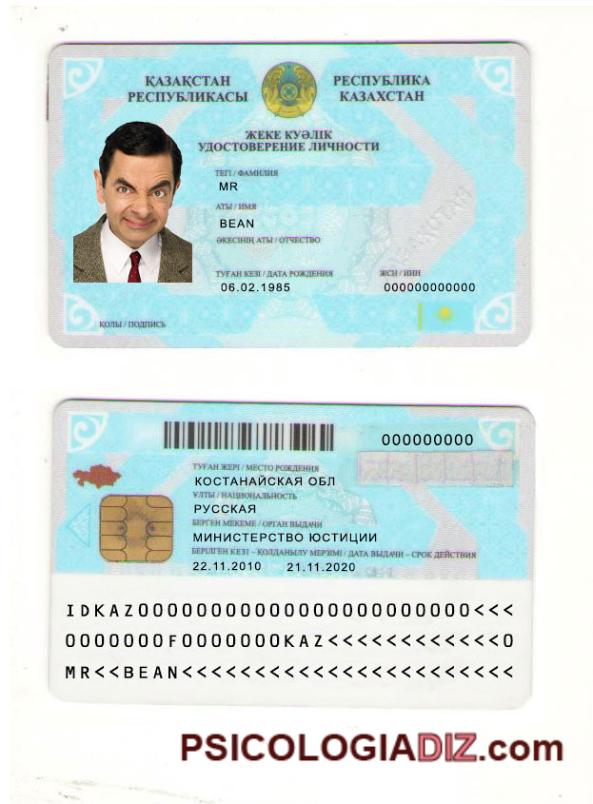 ҚАЗАҚСТАН
РЕСПУБЛИКАСЫ
РЕСПУБЛИКА
КАЗАХСТАН
ЖЕКЕ КУӘЛІК
УДОСТОВЕРЕНИЕ ЛИЧНОСТИ
ТЕГІ / ФАМИЛИЯ
MR
АТЫ / ИМЯ
BEAN
ӘКЕСІНІҢ АТЫ / ОТЧЕСТВО
ТУҒАН КЕЗІ / ДАТА РОЖДЕНИЯ ЖСН / ИИН
06.02.1985 000000000000
ҚОЛЫ / ПОДПИСЬ
000000000
ТУҒАН ЖЕРІ / МЕСТО РОЖДЕНИЯ
КОСТАНАЙСКАЯ ОБЛ
ҰЛТЫ / НАЦИОНАЛЬНОСТЬ
РУССКАЯ
БЕРГЕН МЕКЕМЕ / ОРГАН ВЫДАЧИ
МИНИСТЕРСТВО ЮСТИЦИИ
БЕРІЛГЕН КЕЗІ – ҚОЛДАНЫЛУ МЕРЗІМІ / ДАТА ВЫДАЧИ – СРОК ДЕЙСТВИЯ
22.11.2010 21.11.2020
IDKAZ00000000000000000000000<<<
0000000F0000000KAZ<<<<<<<<<<<<0
MR<<BEAN<<<<<<<<<<<<<<<<<<<<<<<
PSICOLOGIADIZ.com